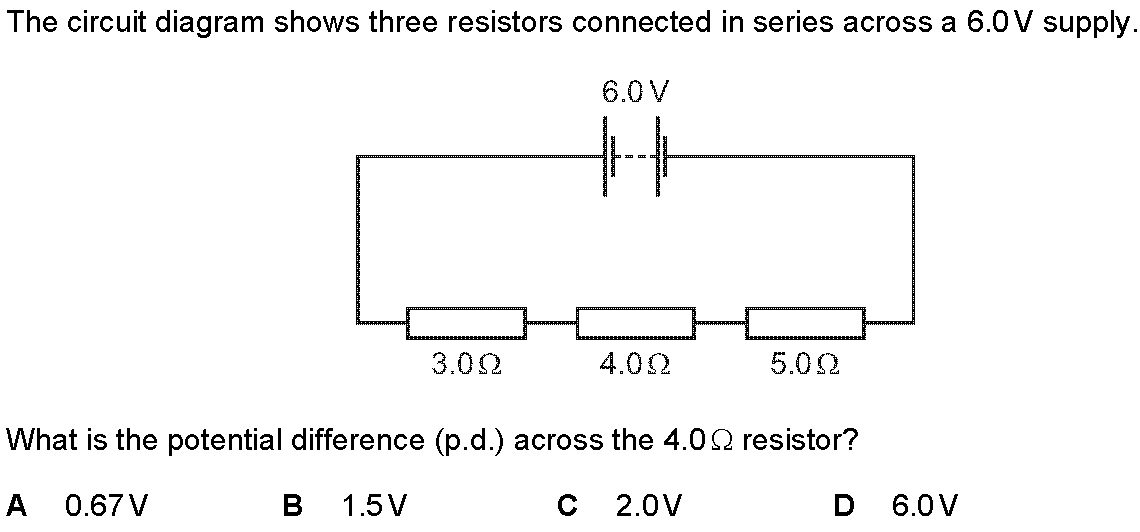 The circuit diagram shows three resistors connected in series across a 6.0 V supply.
6.0 V
3.0 Ω 4.0 Ω 5.0 Ω
What is the potential difference (p.d.) across the 4.0 Ω resistor?
A 0.67 V B 1.5 V C 2.0 V D 6.0 V